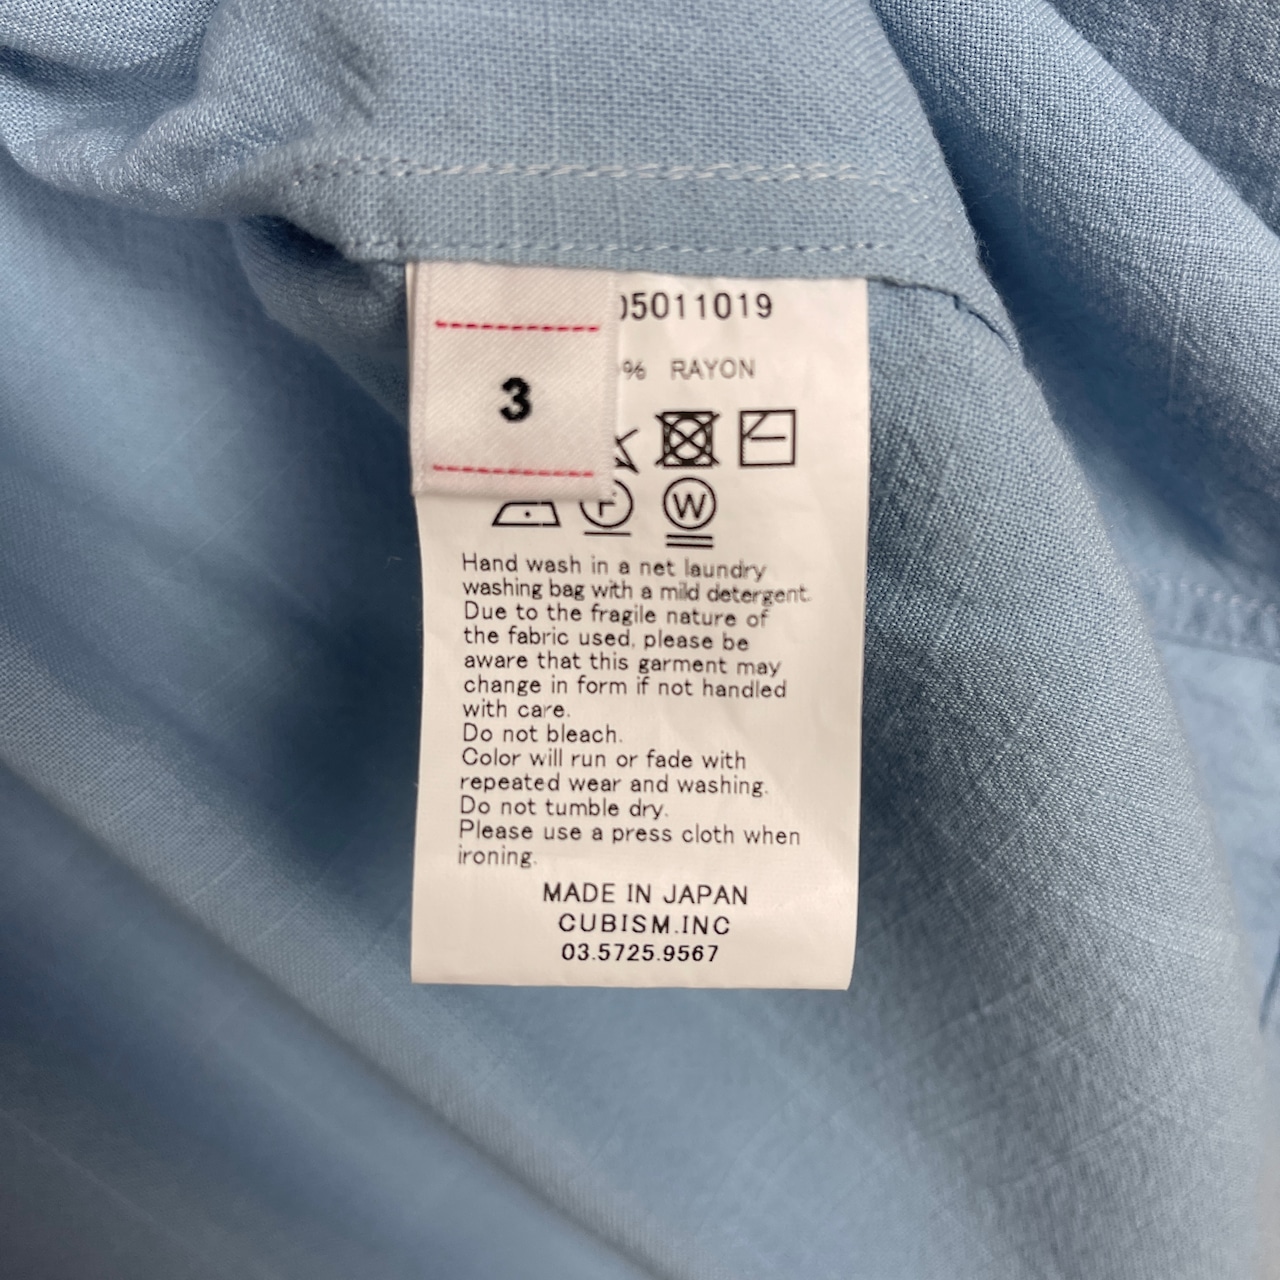 05011019
3
% RAYON
F
W
Hand wash in a net laundry
washing bag with a mild detergent.
Due to the fragile nature of
the fabric used, please be
aware that this garment may
change in form if not handled
with care.
Do not bleach.
Color will run or fade with
repeated wear and washing.
Do not tumble dry.
Please use a press cloth when
ironing.
MADE IN JAPAN
CUBISM.INC
03.5725.9567